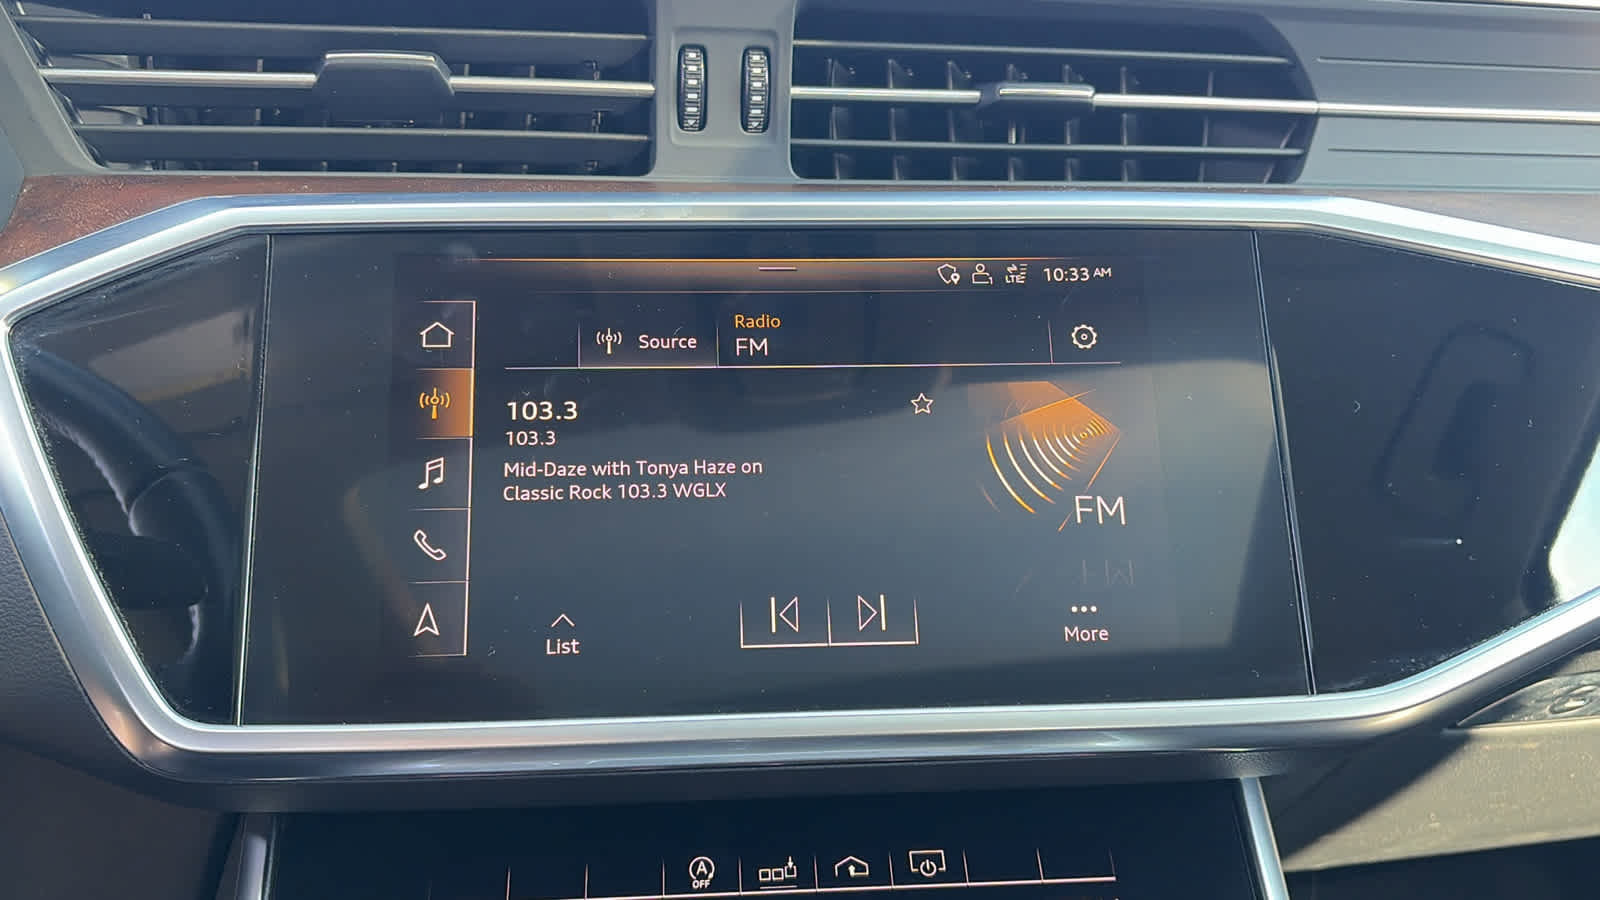 LTE
10:33 AM
Source
Radio
FM
103.3
103.3
Mid-Daze with Tonya Haze on
Classic Rock 103.3 WGLX
FM
List
More
A
OFF